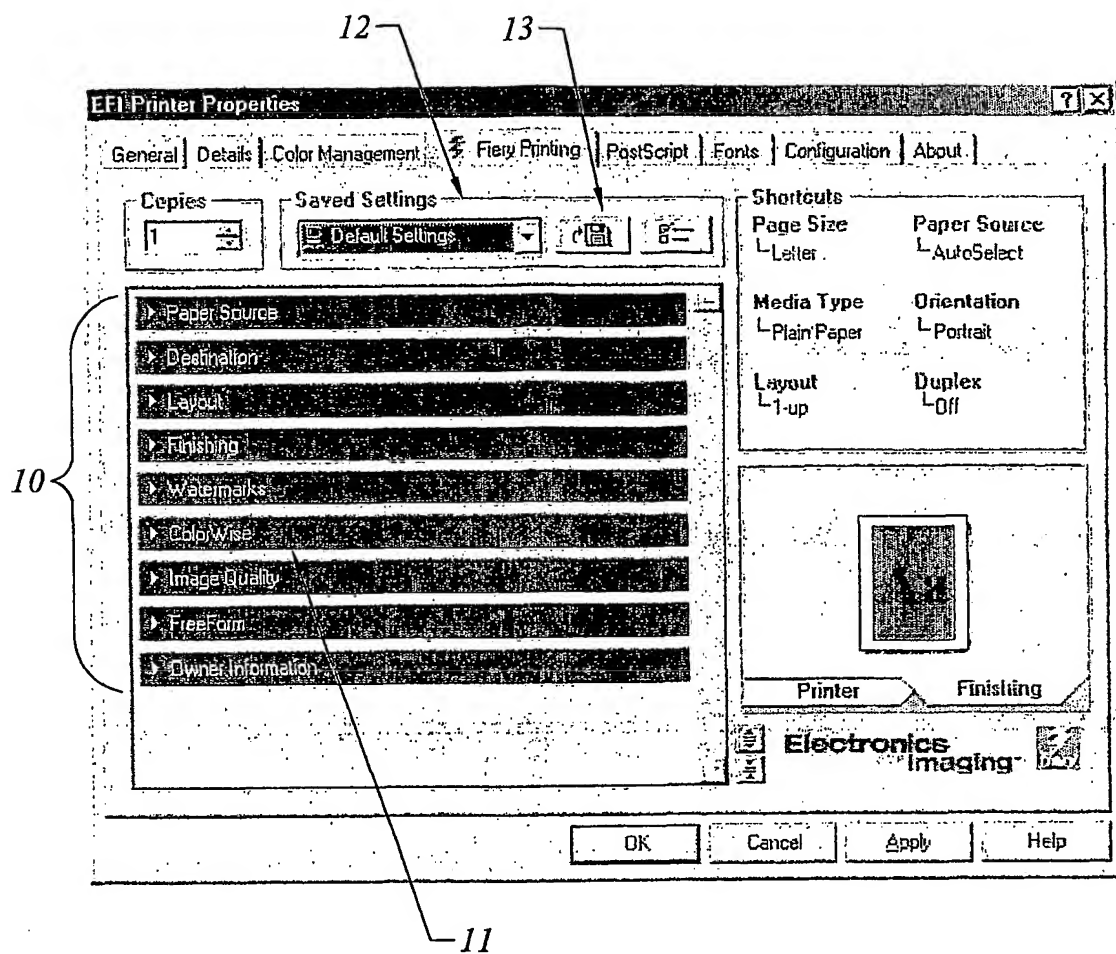 12 13
EFI Printer Properties ? ×
General Details Color Management Fiery Printing PostScript Fonts Configuration About
Copies
1
Saved Settings
Default Settings
Shortcuts
Page Size Paper Source
Letter AutoSelect
Media Type Orientation
Plain Paper Portrait
Layout Duplex
1-up Off
10
Paper Source
Destination
Layout
Finishing
Watermarks
ColorWise
Image Quality
FreeForm
Owner Information
Printer Finishing
Electronics
Imaging
OK Cancel Apply Help
11